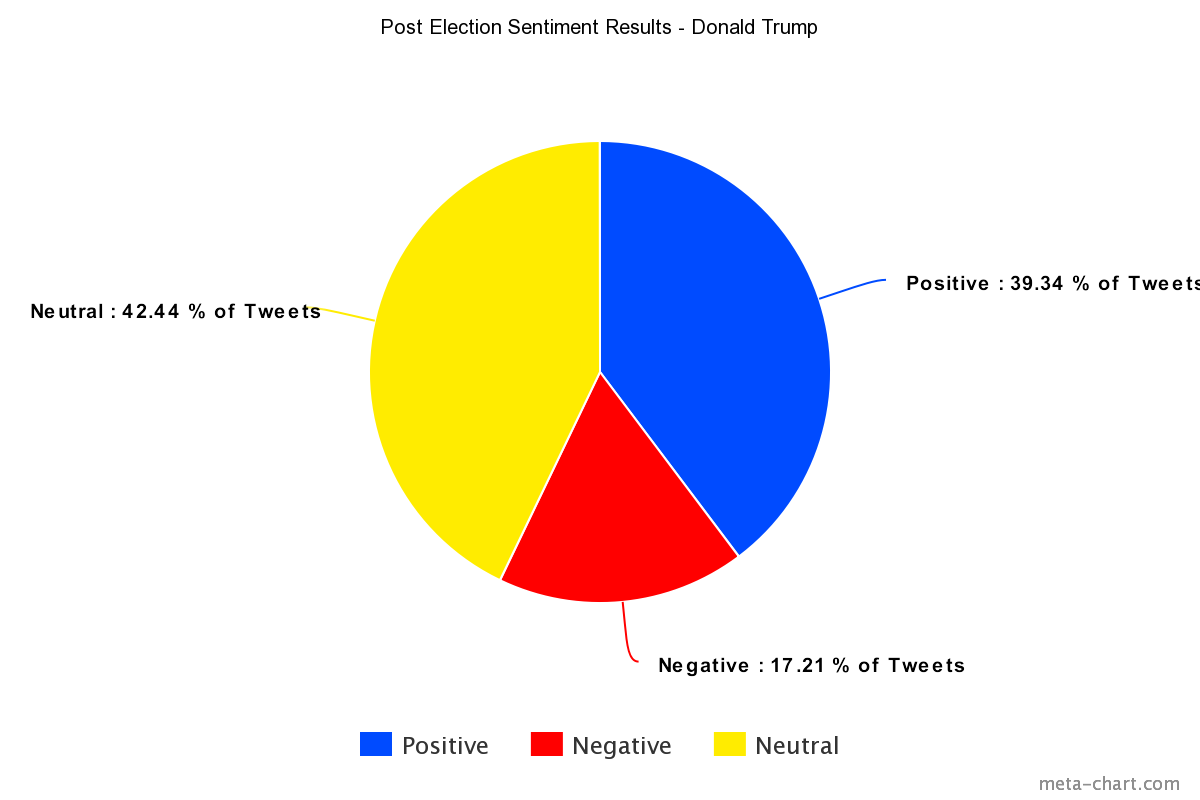 Post Election Sentiment Results - Donald Trump
Positive : 39.34 % of Tweets
Neutral : 42.44 % of Tweets
Negative : 17.21 % of Tweets
Positive Negative Neutral
meta-chart.com